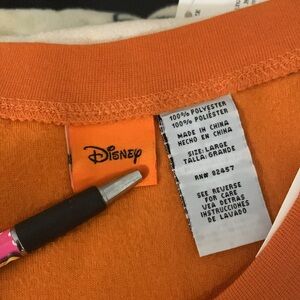 Disney
100% POLYESTER
100% POLIÉSTER
MADE IN CHINA
HECHO EN CHINA
SIZE: LARGE
TALLA: GRANDE
RN# 82457
SEE REVERSE
FOR CARE
VEA DETRAS
INSTRUCCIONES
DE LAVADO